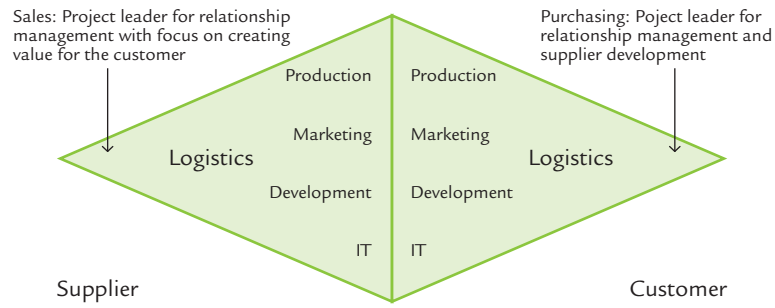 Sales: Project leader for relationship
management with focus on creating
value for the customer
Purchasing: Poject leader for
relationship management and
supplier development
Production
Production
Marketing
Marketing
Logistics
Logistics
Development
Development
IT
IT
Supplier
Customer